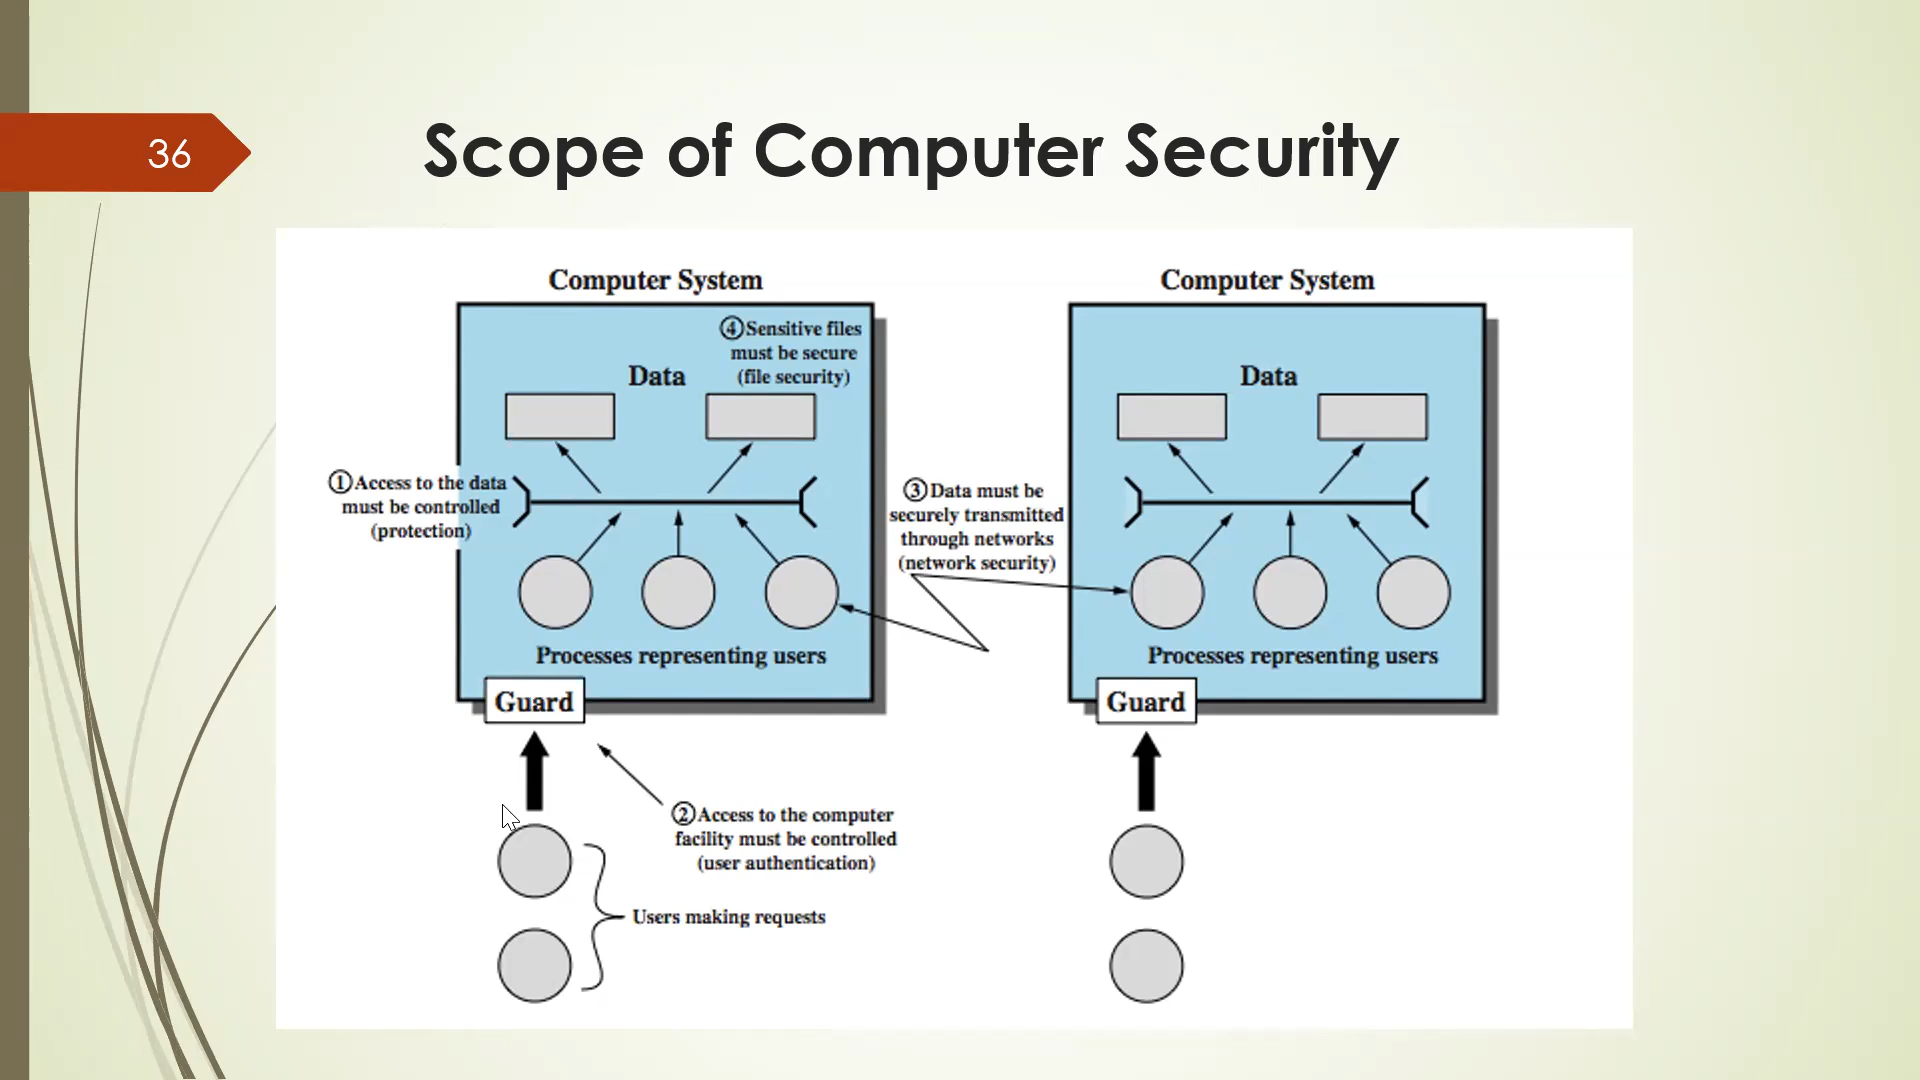 36
Scope of Computer Security
Computer System
④Sensitive files
must be secure
(file security)
Data
①Access to the data
must be controlled
(protection)
Processes representing users
Guard
③Data must be
securely transmitted
through networks
(network security)
②Access to the computer
facility must be controlled
(user authentication)
Users making requests
Computer System
Data
Processes representing users
Guard